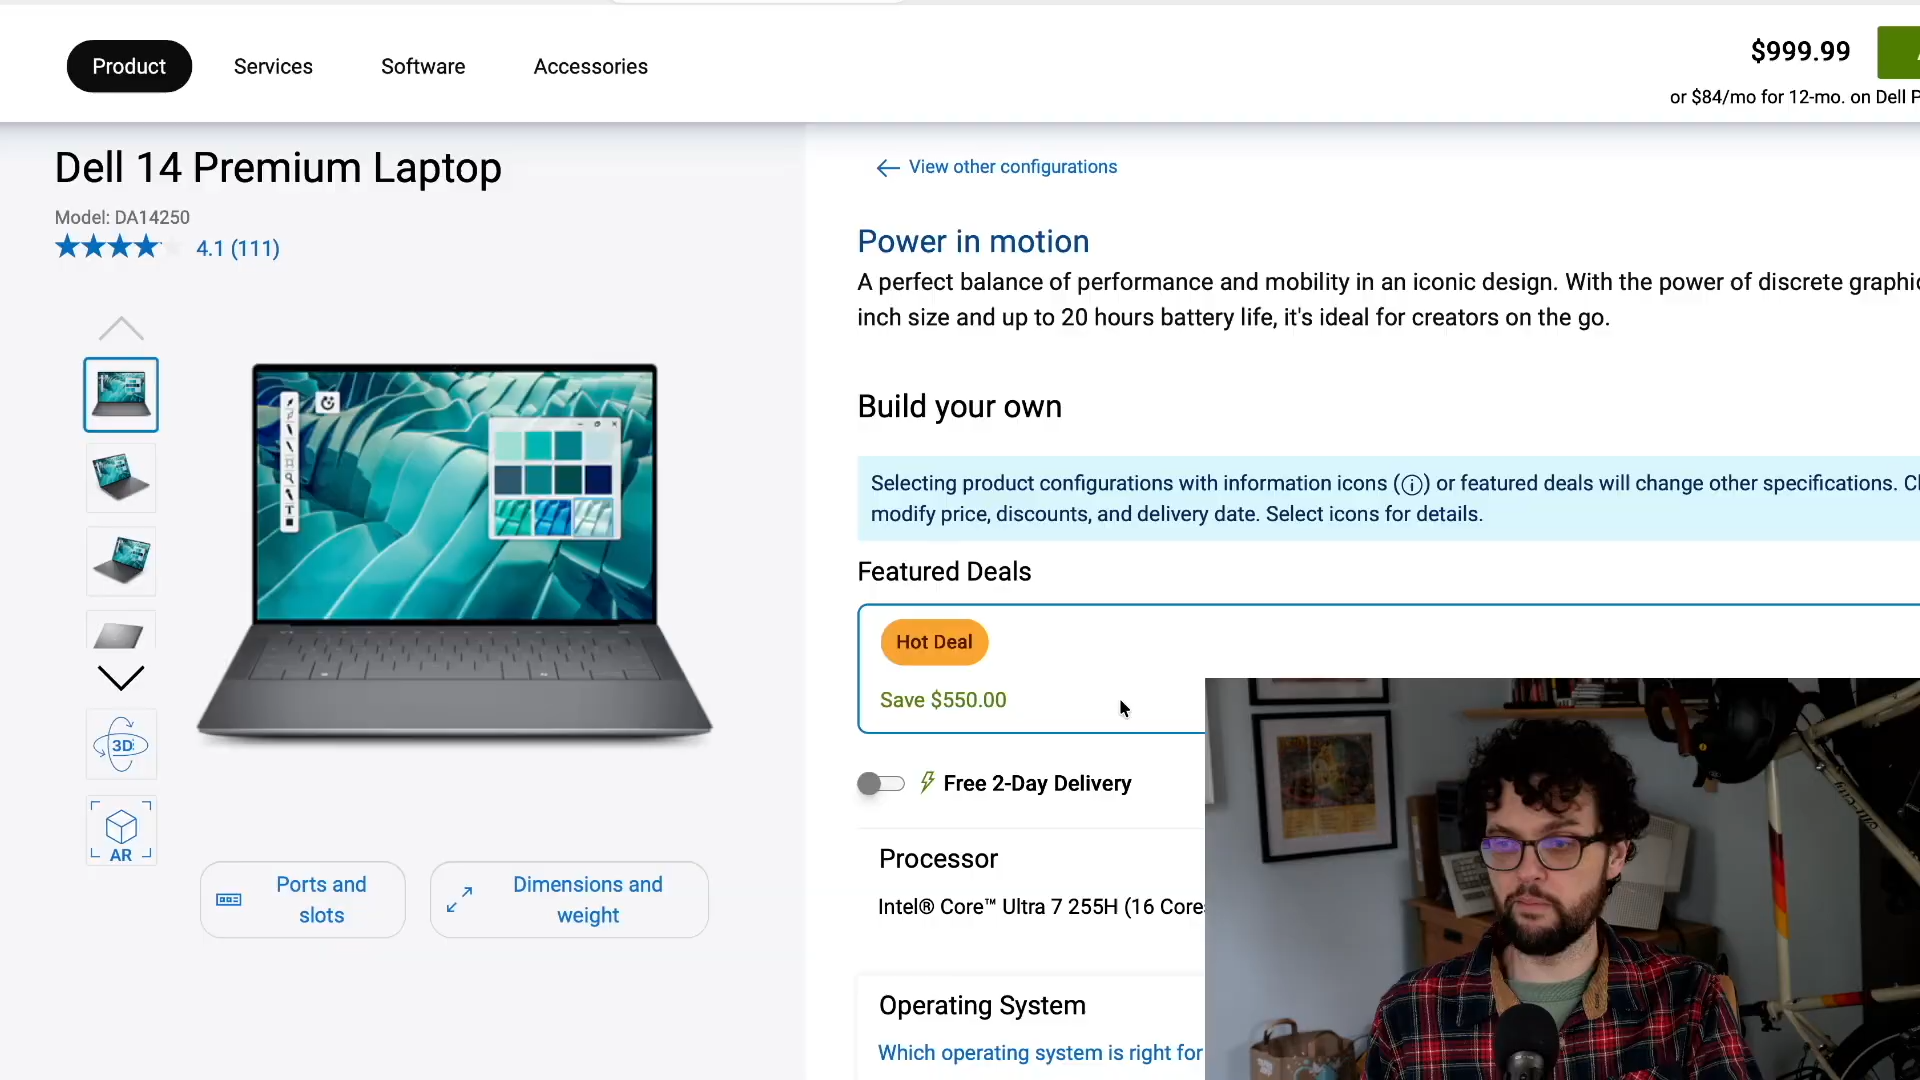 Product
Services
Software
Accessories
$999.99
or $84/mo for 12-mo. on Dell
Dell 14 Premium Laptop
Model: DA14250
4.1 (111)
3D
AR
Ports and
slots
Dimensions and
weight
View other configurations
Power in motion
A perfect balance of performance and mobility in an iconic design. With the power of discrete
inch size and up to 20 hours battery life, it's ideal for creators on the go.
Build your own
Selecting product configurations with information icons (ⓘ) or featured deals will change other specifications.
modify price, discounts, and delivery date. Select icons for details.
Featured Deals
Hot Deal
Save $550.00
Free 2-Day Delivery
Processor
Intel® Core™ Ultra 7 255H (16
Operating System
Which operating system is right for